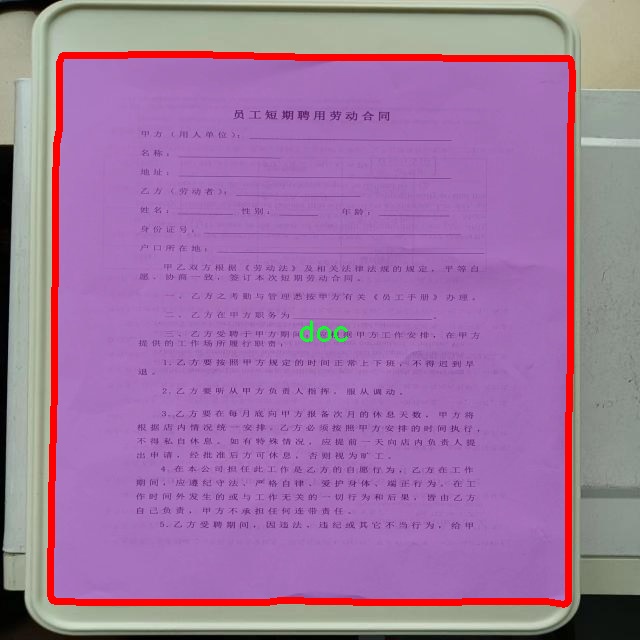 员工短期聘用劳动合同
甲方（用人单位）：
名称：
地址：
乙方（劳动者）：
姓名： 性别： 年龄：
身份证号：
户口所在地：
甲乙双方根据《劳动法》及相关法律法规的规定，平等自
愿、协商一致，签订本次短期劳动合同。
一、乙方之考勤与管理悉按甲方有关《员工手册》办理。
二、乙方在甲方职务为 。
doc
三、乙方受聘于甲方期间，应根据甲方工作安排，在甲方
提供的工作场所履行职责；
1.乙方要按照甲方规定的时间正常上下班，不得迟到早
退。
2.乙方要听从甲方负责人指挥、服从调动。
3.乙方要在每月底向甲方报备次月的休息天数，甲方将
根据店内情况统一安排，乙方必须按照甲方安排的时间执行，
不得私自休息。如有特殊情况，应提前一天向店内负责人提
出申请，经批准后方可休息，否则视为旷工。
4.在本公司担任此工作是乙方的自愿行为，乙方在工作
期间，应遵纪守法、严格自律、爱护身体、端正行为，在工
作时间外发生的或与工作无关的一切行为和后果，皆由乙方
自己负责，甲方不承担任何连带责任。
5.乙方受聘期间，因违法、违纪或其它不当行为，给甲